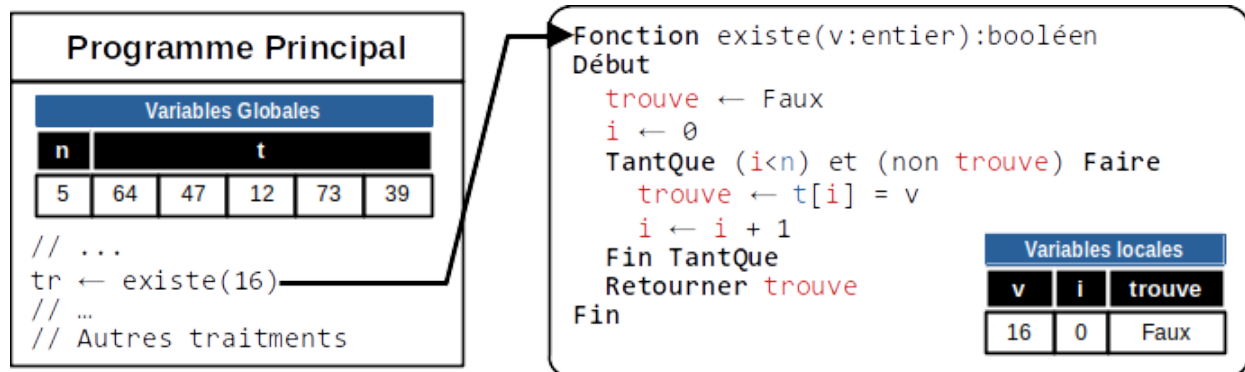 Programme Principal
Variables Globales
n t
5 64 47 12 73 39
// ...
tr ← existe(16)
// …
// Autres traitments
Fonction existe(v:entier):booléen
Début
trouve ← Faux
i ← 0
TantQue (i<n) et (non trouve) Faire
trouve ← t[i] = v
i ← i + 1
Fin TantQue
Retourner trouve
Fin
Variables locales
v i trouve
16 0 Faux